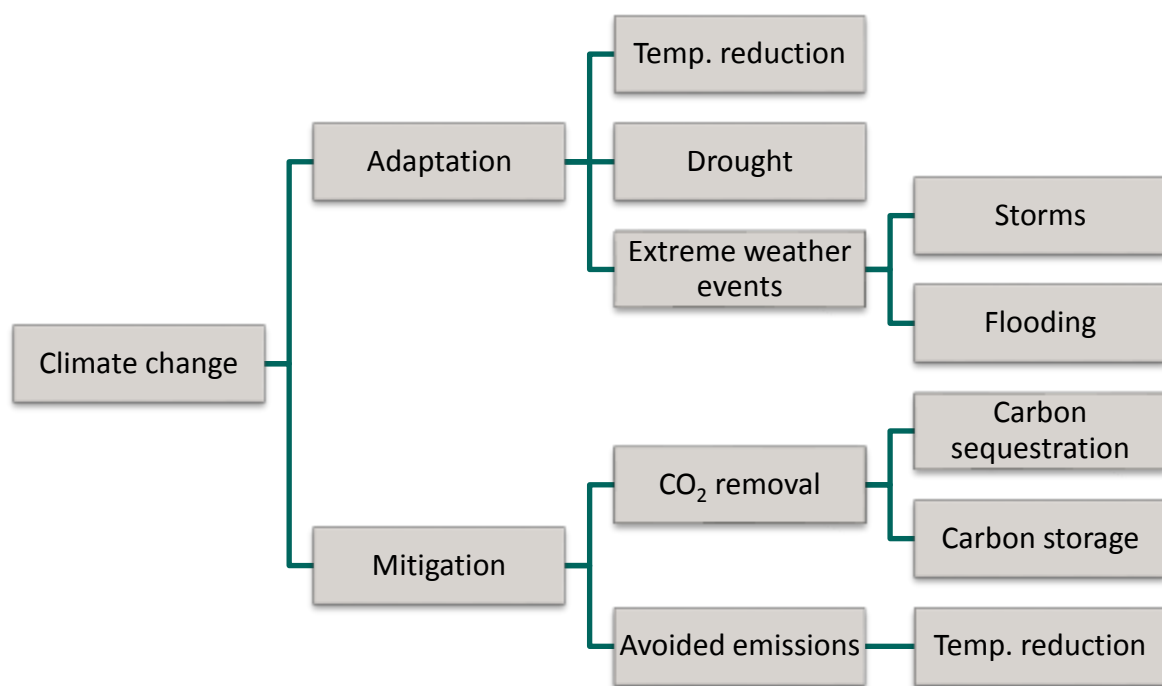 Climate change
Adaptation
Temp. reduction
Drought
Extreme weather
events
Storms
Flooding
Mitigation
CO₂ removal
Carbon
sequestration
Carbon storage
Avoided emissions
Temp. reduction